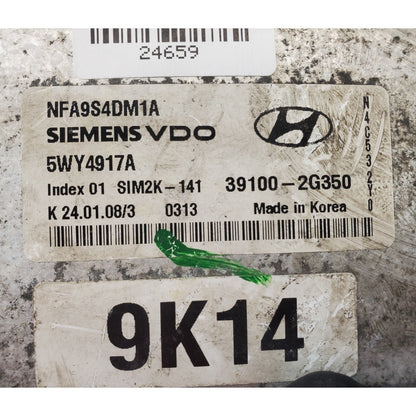 24659
NFA9S4DM1A
SIEMENS VDO
5WY4917A
Index 01 SIM2K-141 39100-2G350
K 24.01.08/3 0313 Made in Korea
N4C532Y0
9K14